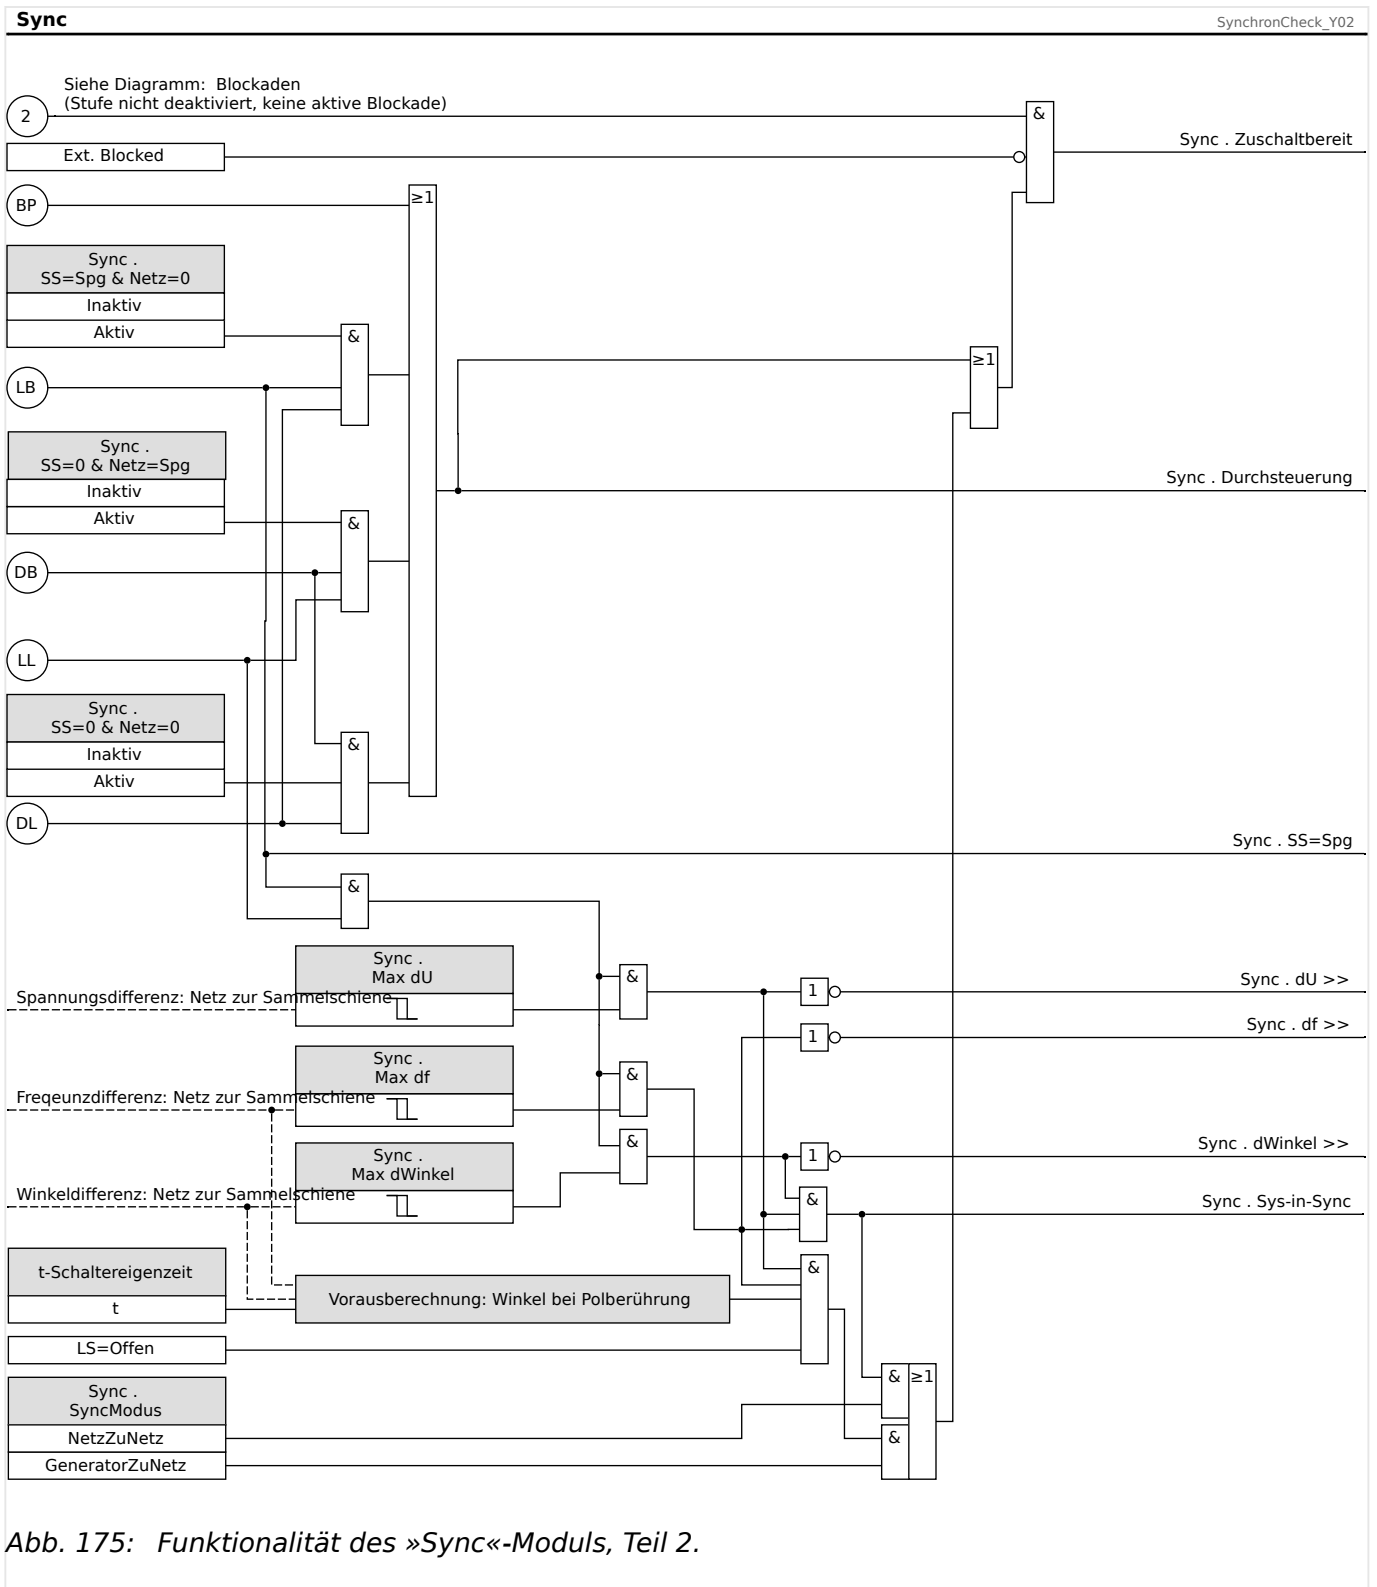 Sync
SynchronCheck_Y02
Siehe Diagramm: Blockaden
(Stufe nicht deaktiviert, keine aktive Blockade)
2
&
Sync . Zuschaltbereit
Ext. Blocked
BP
≥1
Sync .
SS=Spg & Netz=0
Inaktiv
Aktiv
&
≥1
LB
Sync .
SS=0 & Netz=Spg
Inaktiv
Aktiv
&
Sync . Durchsteuerung
DB
LL
Sync .
SS=0 & Netz=0
Inaktiv
Aktiv
&
DL
Sync . SS=Spg
&
Sync .
Max dU
Spannungsdifferenz: Netz zur Sammelschiene
&
1
Sync . dU >>
1
Sync . df >>
Sync .
Max df
Freqeunzdifferenz: Netz zur Sammelschiene
&
Sync .
Max dWinkel
Winkeldifferenz: Netz zur Sammelschiene
&
1
Sync . dWinkel >>
&
Sync . Sys-in-Sync
t-Schaltereigenzeit
t
Vorausberechnung: Winkel bei Polberührung
&
LS=Offen
Sync .
SyncModus
NetzZuNetz
GeneratorZuNetz
&
≥1
&
Abb. 175: Funktionalität des »Sync«-Moduls, Teil 2.